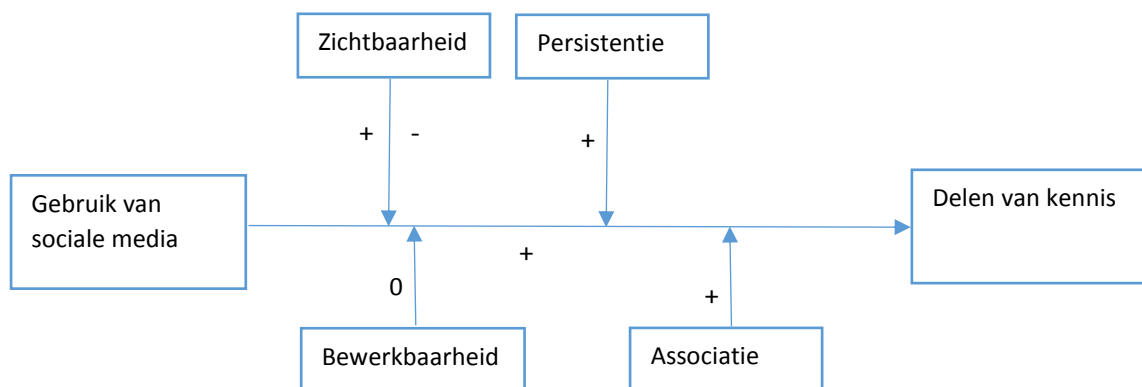 Zichtbaarheid
Persistentie
+ -
+
Gebruik van
sociale media
Delen van kennis
+
0
+
Bewerkbaarheid
Associatie